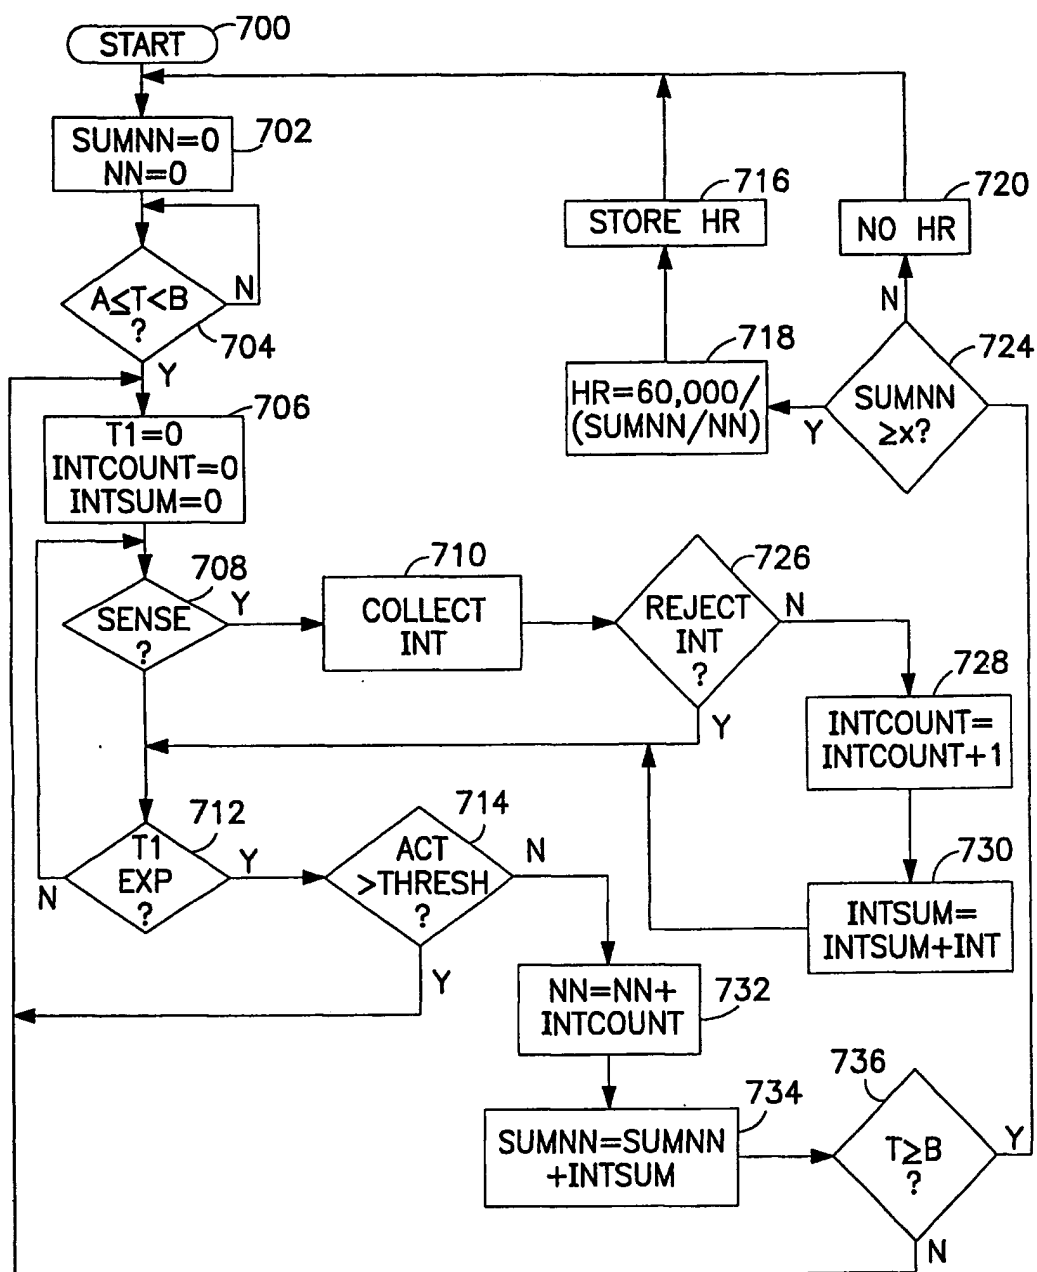 START
700
SUMNN=0
NN=0
702
A≤T<B
?
N
704
Y
T1=0
INTCOUNT=0
INTSUM=0
706
SENSE
?
708
Y
COLLECT
INT
710
REJECT
INT
?
726
N
Y
INTCOUNT=
INTCOUNT+1
728
INTSUM=
INTSUM+INT
730
T1
EXP
?
712
N
Y
ACT
>THRESH
?
714
N
Y
NN=NN+
INTCOUNT
732
SUMNN=SUMNN
+INTSUM
734
T≥B
?
736
Y
N
SUMNN
≥x?
724
N
Y
NO HR
720
HR=60,000/
(SUMNN/NN)
718
STORE HR
716